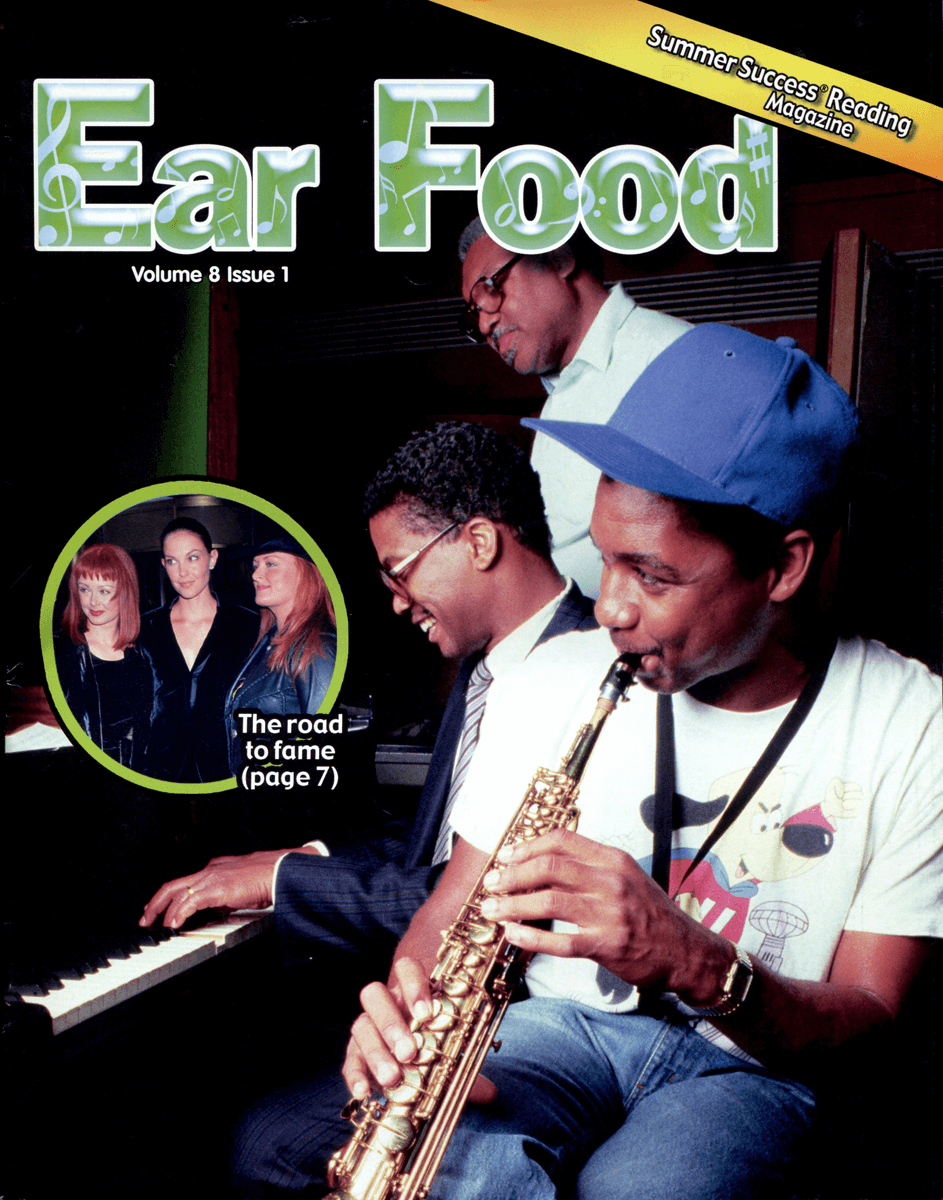 Summer Success® Reading
Magazine
Ear Food
Volume 8 Issue 1
The road
to fame
(page 7)